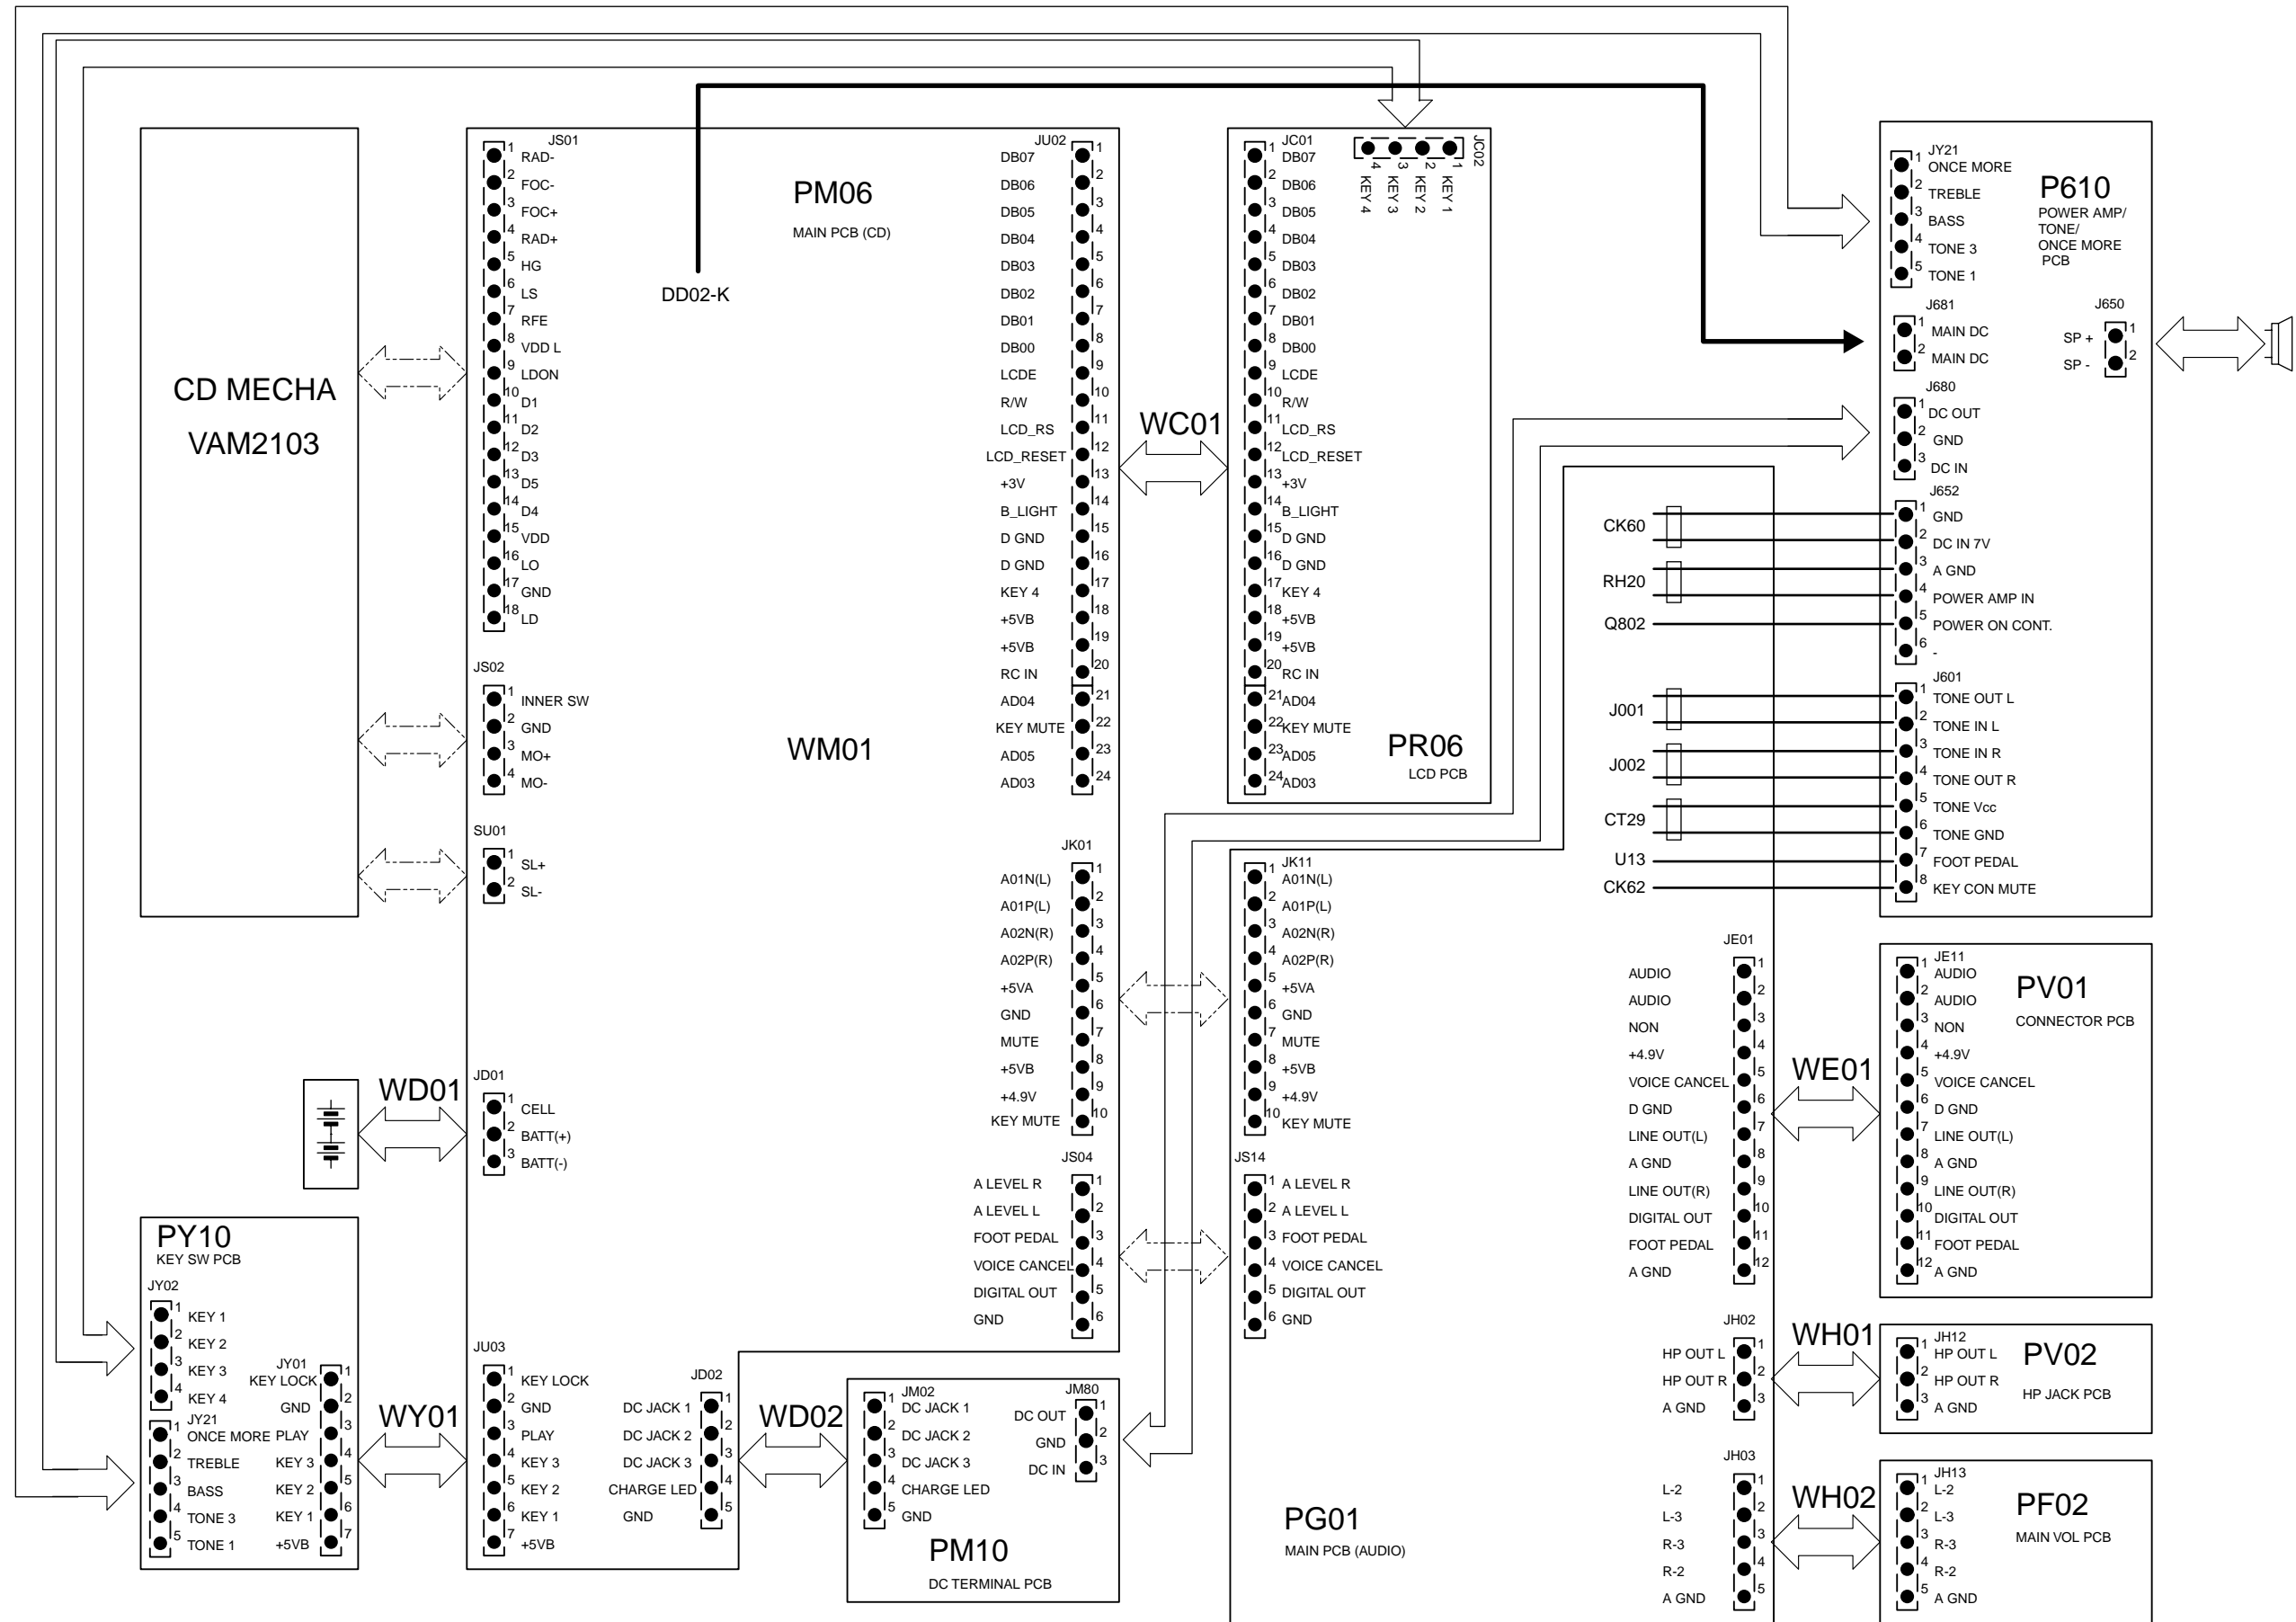 CD MECHA
VAM2103
PM06
MAIN PCB (CD)
DD02-K
WM01
JS01
1 RAD-
2 FOC-
3 FOC+
4 RAD+
5 HG
6 LS
7 RFE
8 VDD L
9 LDON
10 D1
11 D2
12 D3
13 D5
14 D4
15 VDD
16 LO
17 GND
18 LD
JS02
1 INNER SW
2 GND
3 MO+
4 MO-
SU01
1 SL+
2 SL-
WD01
JD01
1 CELL
2 BATT(+)
3 BATT(-)
JU02
DB07 1
DB06 2
DB05 3
DB04 4
DB03 5
DB02 6
DB01 7
DB00 8
LCDE 9
R/W 10
LCD_RS 11
LCD_RESET 12
+3V 13
B_LIGHT 14
D GND 15
D GND 16
KEY 4 17
+5VB 18
+5VB 19
RC IN 20
AD04 21
KEY MUTE 22
AD05 23
AD03 24
JK01
A01N(L) 1
A01P(L) 2
A02N(R) 3
A02P(R) 4
+5VA 5
GND 6
MUTE 7
+5VB 8
+4.9V 9
KEY MUTE 10
JS04
A LEVEL R 1
A LEVEL L 2
FOOT PEDAL 3
VOICE CANCEL 4
DIGITAL OUT 5
GND 6
WC01
JC01
1 DB07
2 DB06
3 DB05
4 DB04
5 DB03
6 DB02
7 DB01
8 DB00
9 LCDE
10 R/W
11 LCD_RS
12 LCD_RESET
13 +3V
14 B_LIGHT
15 D GND
16 D GND
17 KEY 4
18 +5VB
19 +5VB
20 RC IN
21 AD04
22 KEY MUTE
23 AD05
24 AD03
JC02
1 KEY 1
2 KEY 2
3 KEY 3
4 KEY 4
PR06
LCD PCB
JK11
1 A01N(L)
2 A01P(L)
3 A02N(R)
4 A02P(R)
5 +5VA
6 GND
7 MUTE
8 +5VB
9 +4.9V
10 KEY MUTE
JS14
1 A LEVEL R
2 A LEVEL L
3 FOOT PEDAL
4 VOICE CANCEL
5 DIGITAL OUT
6 GND
PG01
MAIN PCB (AUDIO)
P610
POWER AMP/
TONE/
ONCE MORE
PCB
JY21
1 ONCE MORE
2 TREBLE
3 BASS
4 TONE 3
5 TONE 1
J681
1 MAIN DC
2 MAIN DC
J650
SP + 1
SP - 2
J680
1 DC OUT
2 GND
3 DC IN
J652
1 GND
2 DC IN 7V
3 A GND
4 POWER AMP IN
5 POWER ON CONT.
6 -
CK60
RH20
Q802
J601
1 TONE OUT L
2 TONE IN L
3 TONE IN R
4 TONE OUT R
5 TONE Vcc
6 TONE GND
7 FOOT PEDAL
8 KEY CON MUTE
J001
J002
CT29
U13
CK62
JE01
AUDIO 1
AUDIO 2
NON 3
+4.9V 4
VOICE CANCEL 5
D GND 6
LINE OUT(L) 7
A GND 8
LINE OUT(R) 9
DIGITAL OUT 10
FOOT PEDAL 11
A GND 12
WE01
JE11
1 AUDIO
2 AUDIO
3 NON
4 +4.9V
5 VOICE CANCEL
6 D GND
7 LINE OUT(L)
8 A GND
9 LINE OUT(R)
10 DIGITAL OUT
11 FOOT PEDAL
12 A GND
PV01
CONNECTOR PCB
JH02
HP OUT L 1
HP OUT R 2
A GND 3
WH01
JH12
1 HP OUT L
2 HP OUT R
3 A GND
PV02
HP JACK PCB
JH03
L-2 1
L-3 2
R-3 3
R-2 4
A GND 5
WH02
JH13
1 L-2
2 L-3
3 R-3
4 R-2
5 A GND
PF02
MAIN VOL PCB
PY10
KEY SW PCB
JY02
1 KEY 1
2 KEY 2
3 KEY 3
4 KEY 4
JY21
1 ONCE MORE
2 TREBLE
3 BASS
4 TONE 3
5 TONE 1
JY01
KEY LOCK 1
GND 2
PLAY 3
KEY 3 4
KEY 2 5
KEY 1 6
+5VB 7
WY01
JU03
1 KEY LOCK
2 GND
3 PLAY
4 KEY 3
5 KEY 2
6 KEY 1
7 +5VB
JD02
DC JACK 1 1
DC JACK 2 2
DC JACK 3 3
CHARGE LED 4
GND 5
WD02
JM02
1 DC JACK 1
2 DC JACK 2
3 DC JACK 3
4 CHARGE LED
5 GND
JM80
DC OUT 1
GND 2
DC IN 3
PM10
DC TERMINAL PCB